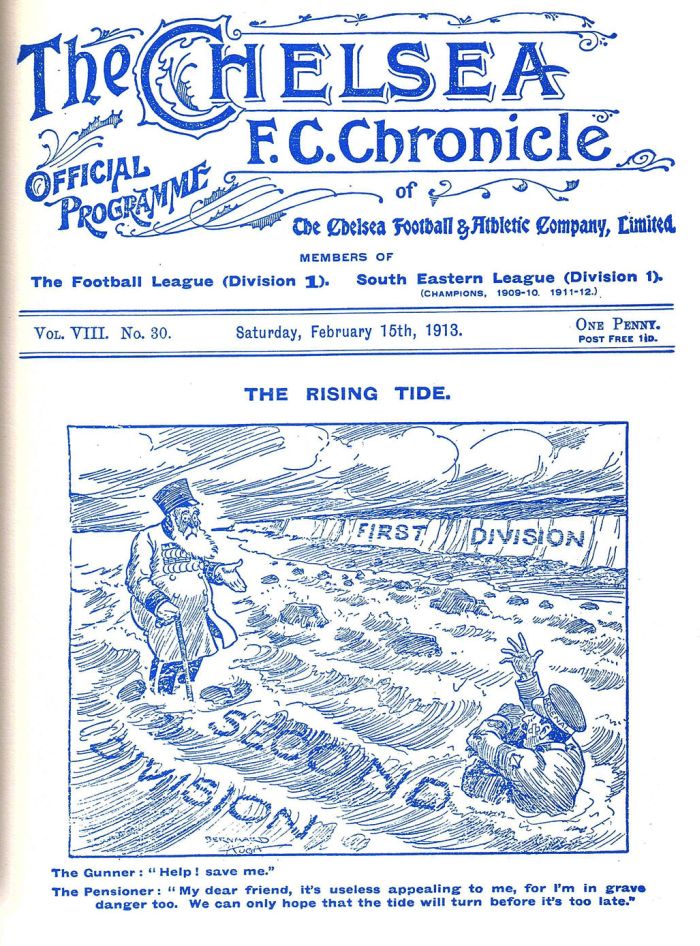 The CHELSEA
F.C. Chronicle
OFFICIAL
PROGRAMME
of
The Chelsea Football & Athletic Company, Limited.
MEMBERS OF
The Football League (Division 1). South Eastern League (Division 1).
(CHAMPIONS, 1909-10. 1911-12.)
VOL. VIII. No. 30. Saturday, February 15th, 1913. ONE PENNY.
POST FREE 1½D.
THE RISING TIDE.
FIRST DIVISION
SECOND
DIVISION
BERNARD
HUGH
The Gunner: "Help! save me."
The Pensioner: "My dear friend, it's useless appealing to me, for I'm in grave
danger too. We can only hope that the tide will turn before it's too late."